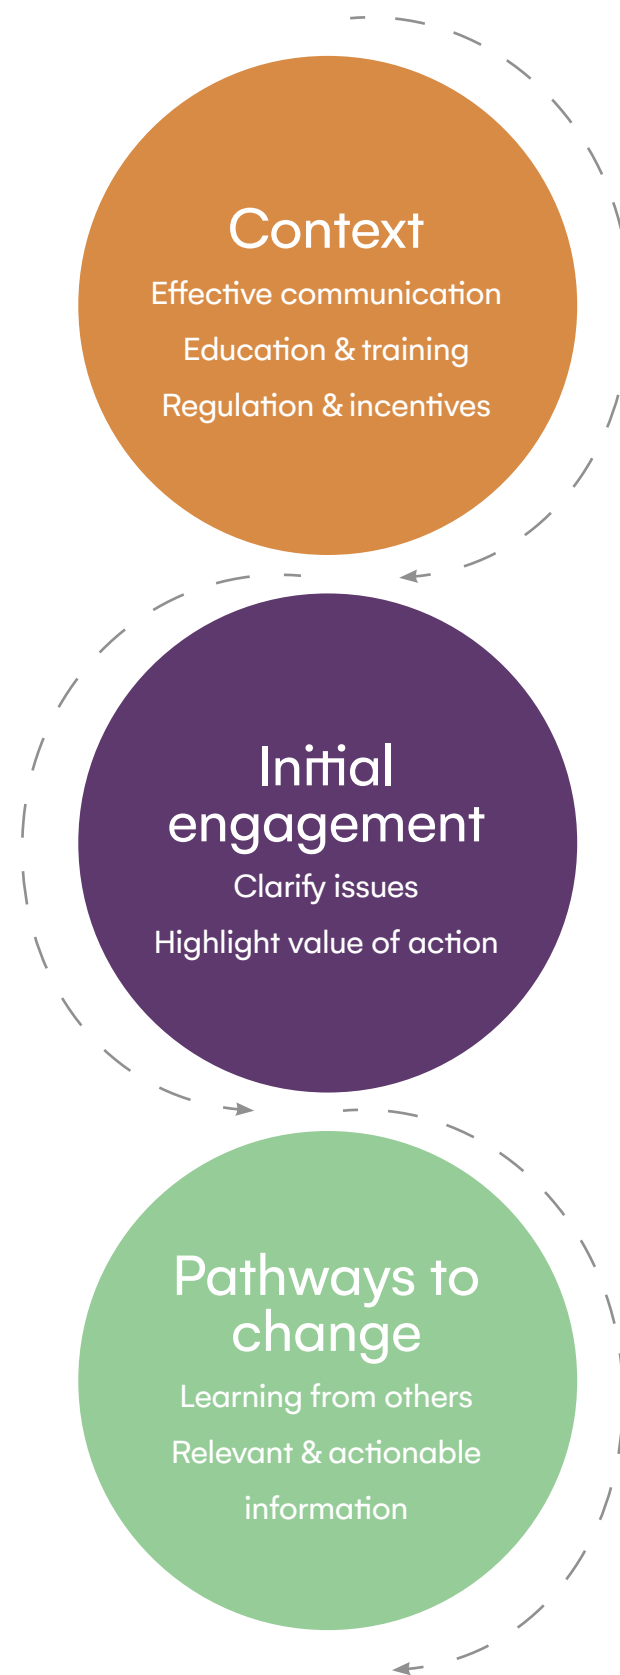 Context
Effective communication
Education & training
Regulation & incentives
Initial
engagement
Clarify issues
Highlight value of action
Pathways to
change
Learning from others
Relevant & actionable
information